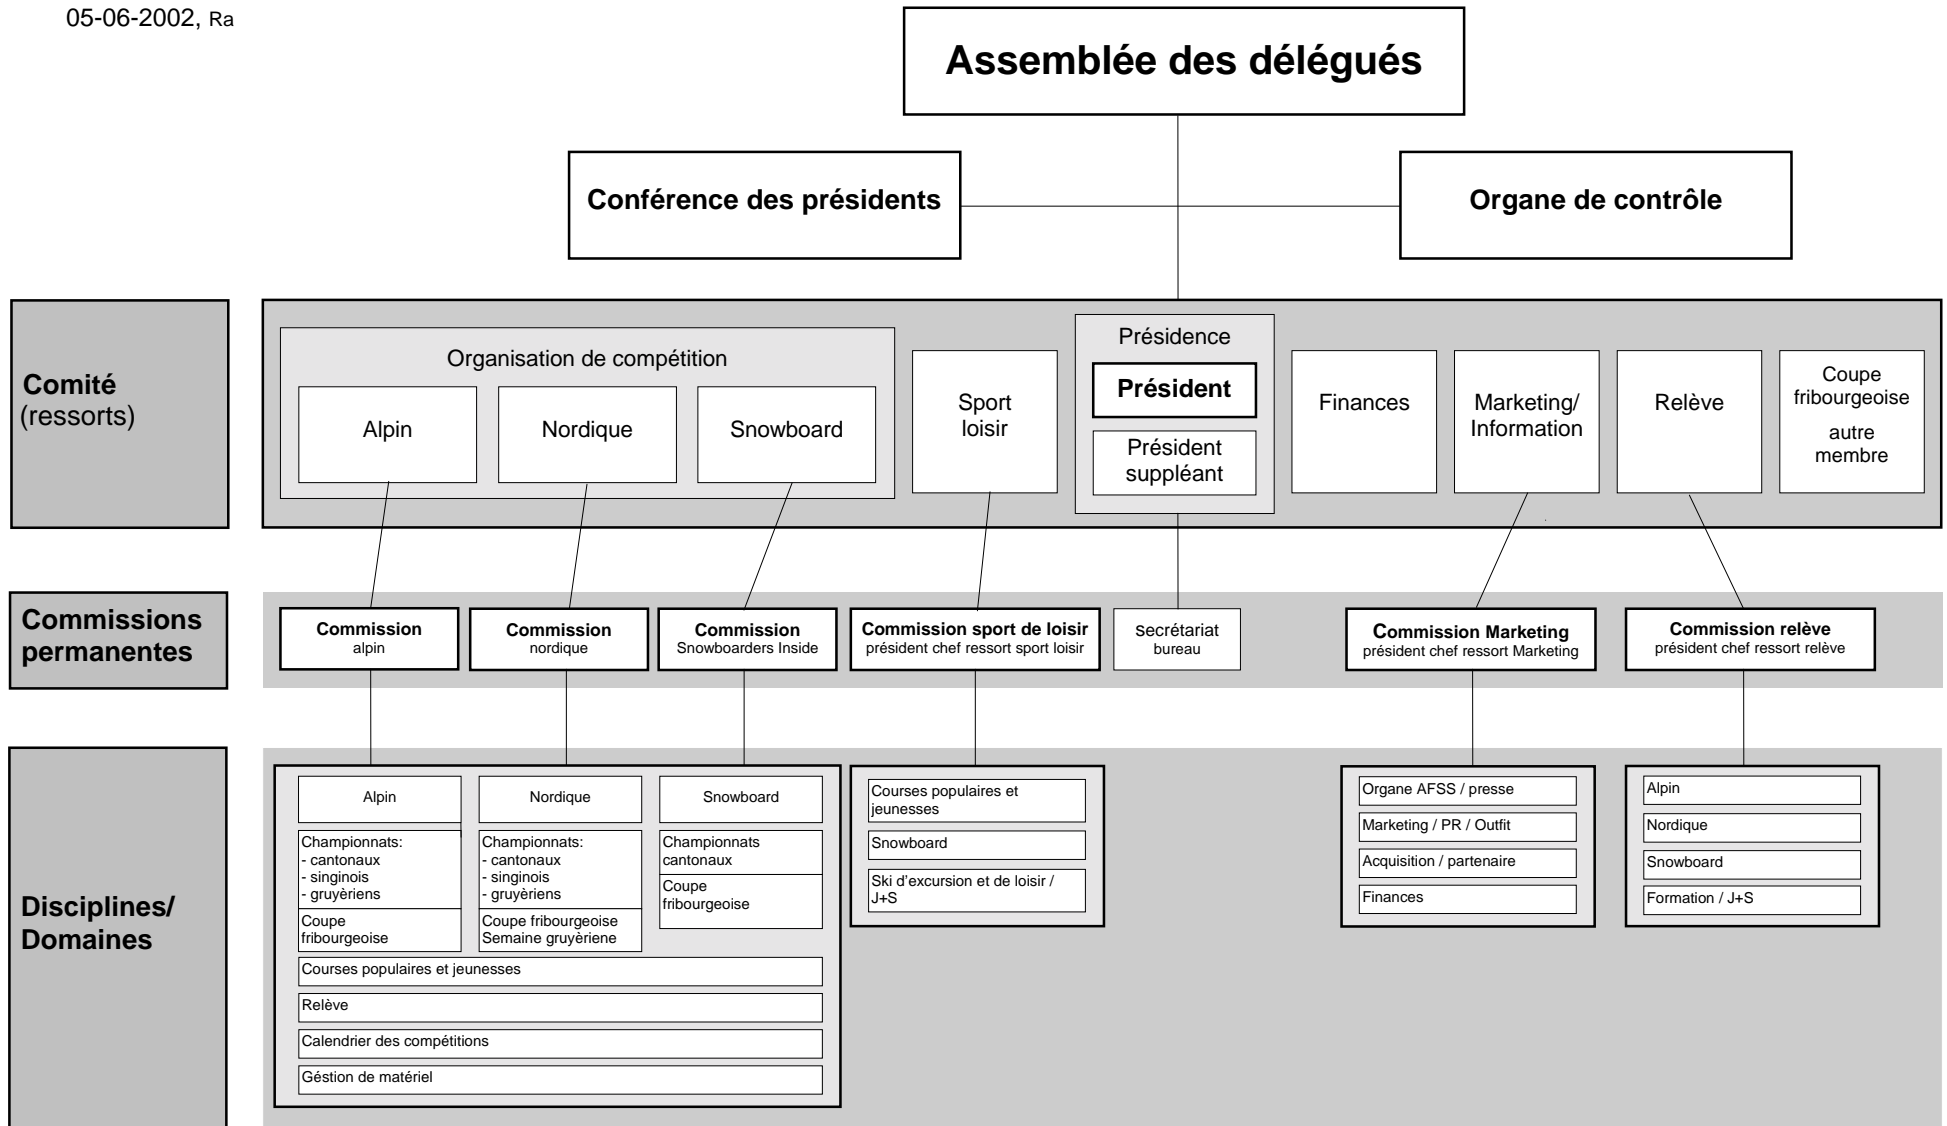 05-06-2002, Ra
Assemblée des délégués
Conférence des présidents
Organe de contrôle
Comité
(ressorts)
Organisation de compétition
Alpin
Nordique
Snowboard
Sport
loisir
Présidence
Président
Président
suppléant
Finances
Marketing/
Information
Relève
Coupe
fribourgeoise
autre
membre
Commissions
permanentes
Commission
alpin
Commission
nordique
Commission
Snowboarders Inside
Commission sport de loisir
président chef ressort sport loisir
secrétariat
bureau
Commission Marketing
président chef ressort Marketing
Commission relève
président chef ressort relève
Disciplines/
Domaines
Alpin
Championnats:
- cantonaux
- singinois
- gruyèriens
Coupe
fribourgeoise
Nordique
Championnats:
- cantonaux
- singinois
- gruyèriens
Coupe fribourgeoise
Semaine gruyèriene
Snowboard
Championnats
cantonaux
Coupe
fribourgeoise
Courses populaires et jeunesses
Relève
Calendrier des compétitions
Géstion de matériel
Courses populaires et
jeunesses
Snowboard
Ski d'excursion et de loisir /
J+S
Organe AFSS / presse
Marketing / PR / Outfit
Acquisition / partenaire
Finances
Alpin
Nordique
Snowboard
Formation / J+S